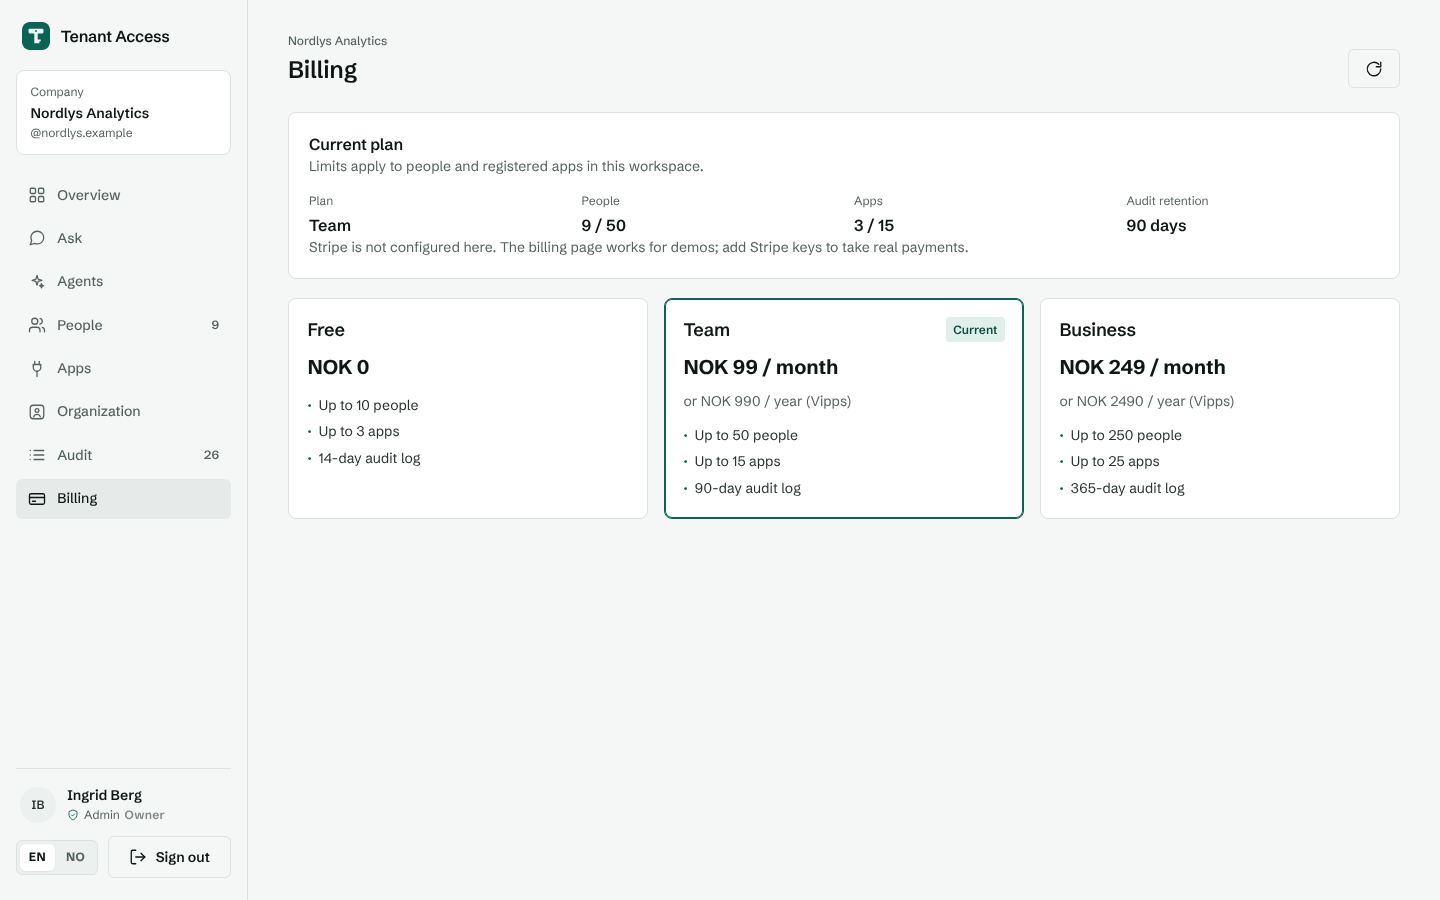 Tenant Access
Company
Nordlys Analytics
@nordlys.example
Overview
Ask
Agents
People 9
Apps
Organization
Audit 26
Billing
IB
Ingrid Berg
Admin Owner
EN NO
Sign out
Nordlys Analytics
Billing
Current plan
Limits apply to people and registered apps in this workspace.
Plan
Team
People
9 / 50
Apps
3 / 15
Audit retention
90 days
Stripe is not configured here. The billing page works for demos; add Stripe keys to take real payments.
Free
NOK 0
• Up to 10 people
• Up to 3 apps
• 14-day audit log
Team
Current
NOK 99 / month
or NOK 990 / year (Vipps)
• Up to 50 people
• Up to 15 apps
• 90-day audit log
Business
NOK 249 / month
or NOK 2490 / year (Vipps)
• Up to 250 people
• Up to 25 apps
• 365-day audit log